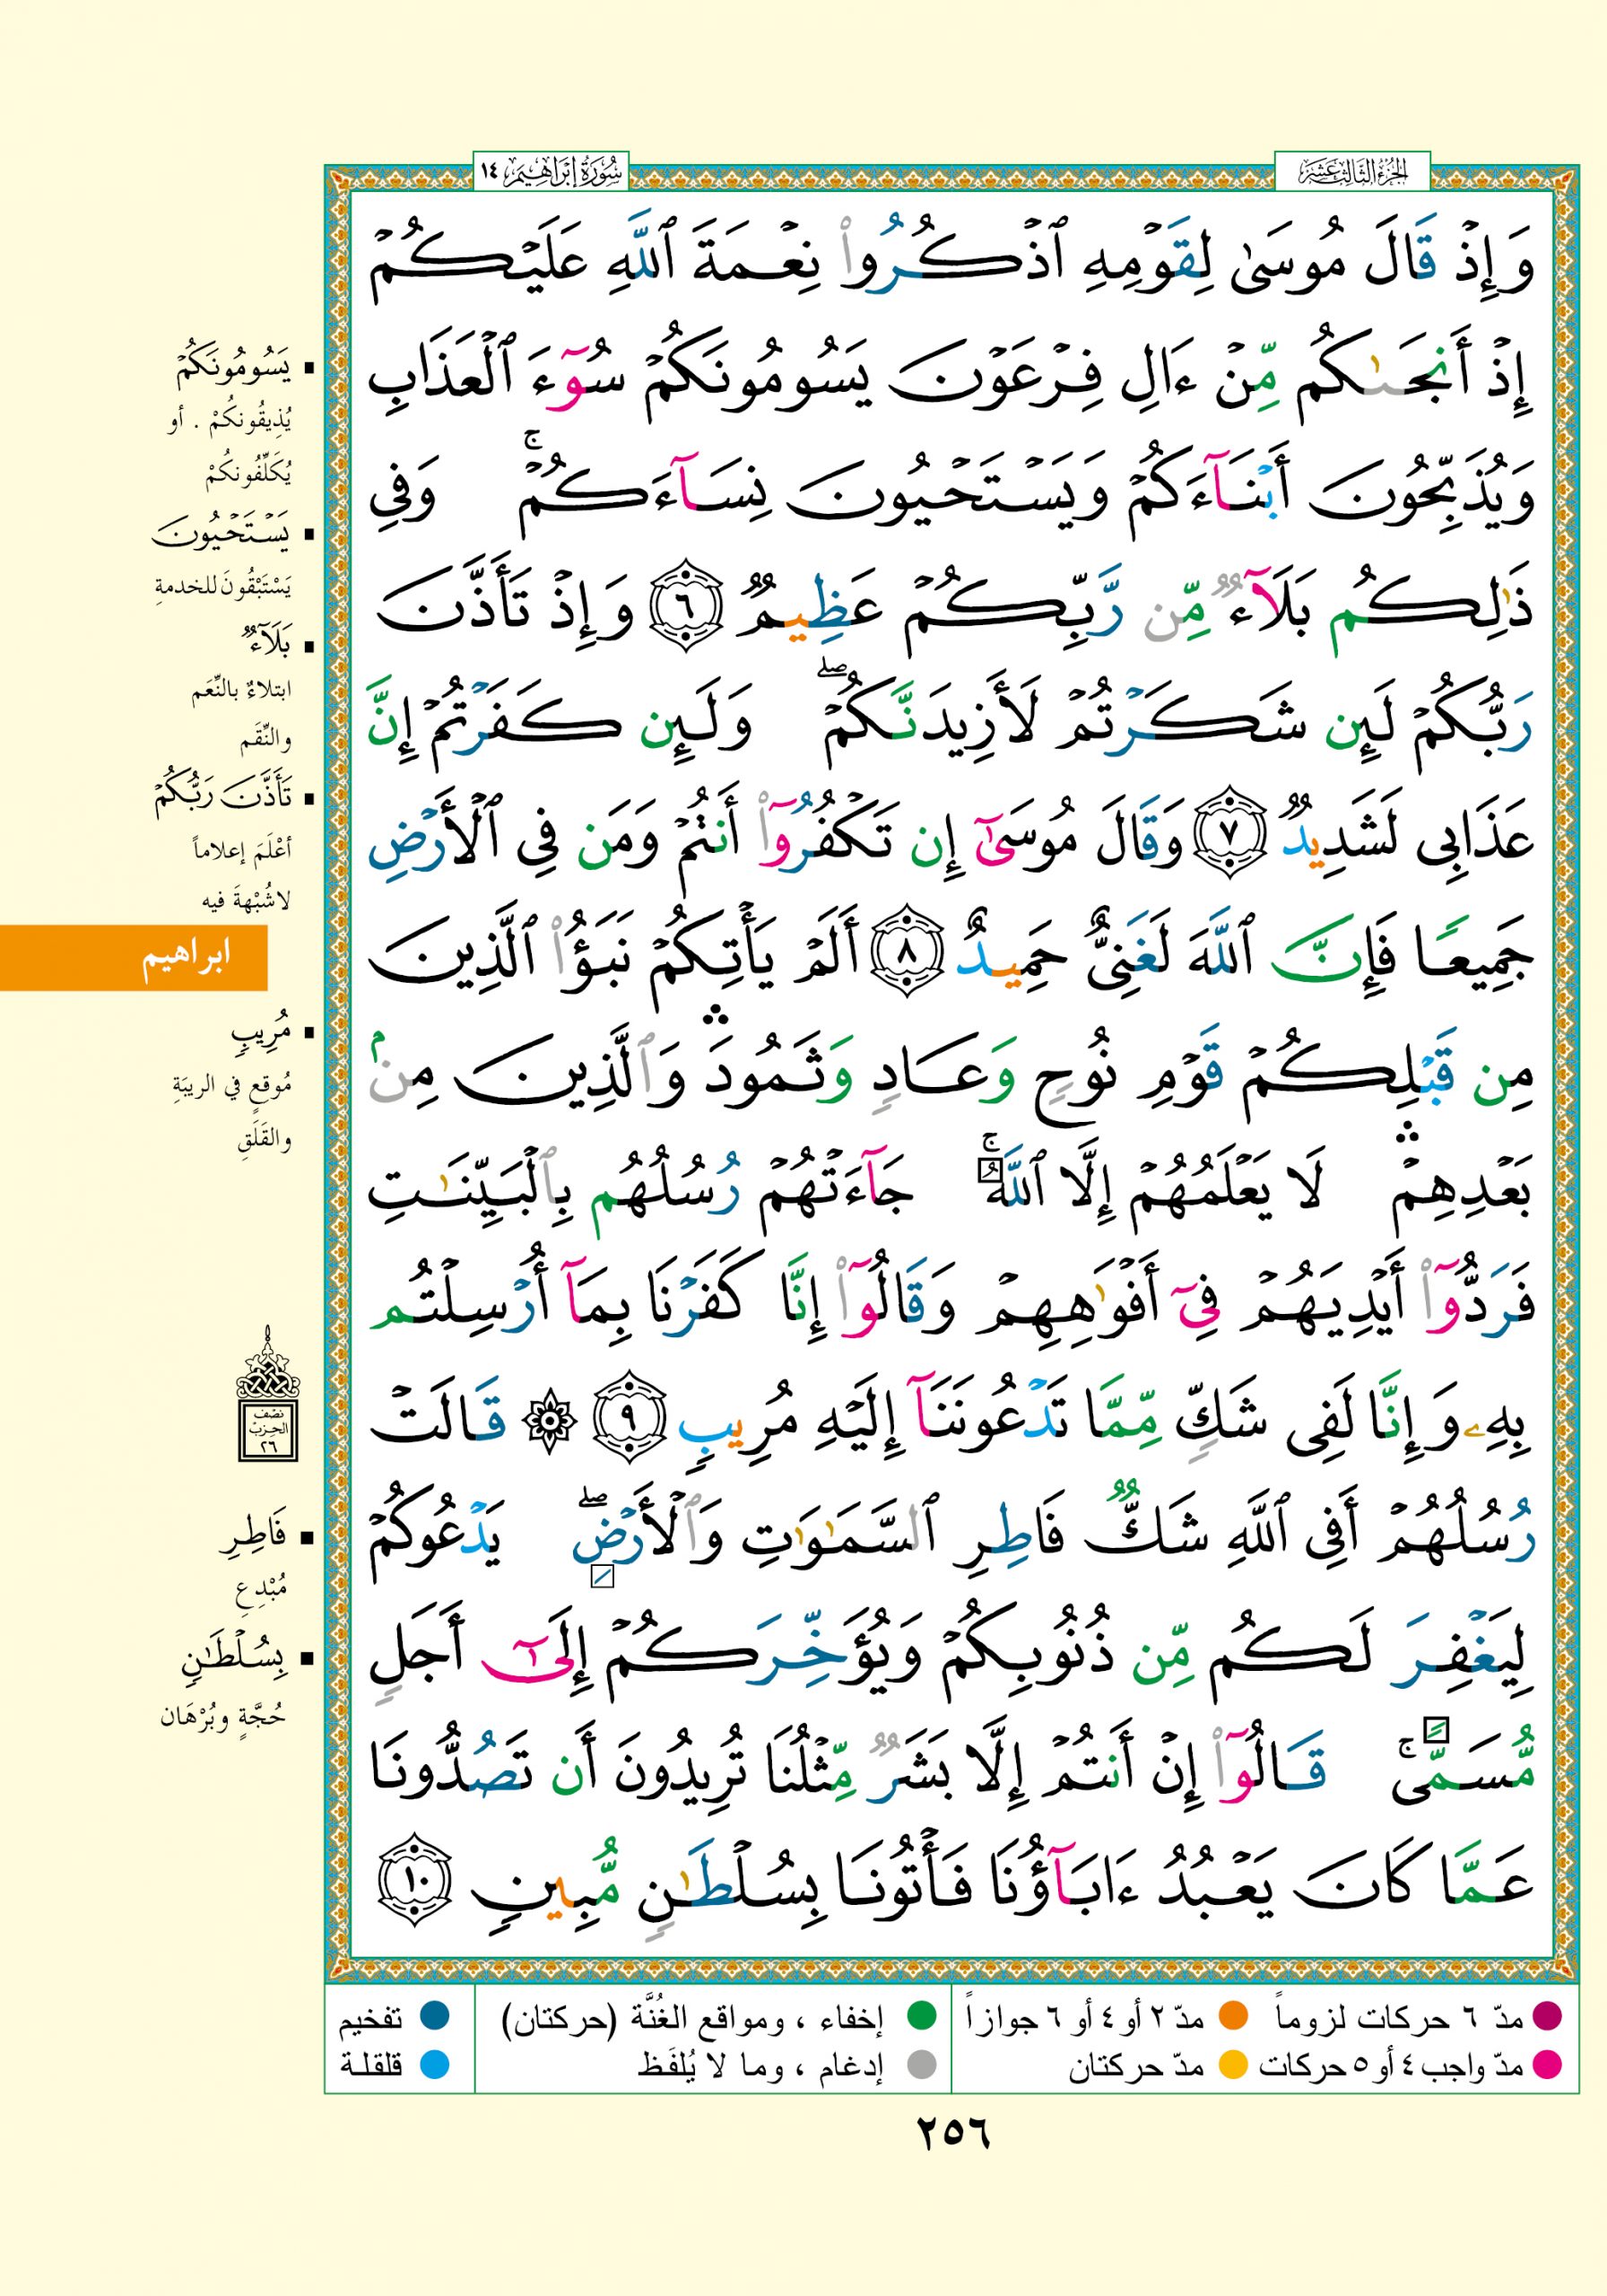 الجزء الثالث عشر
سورة إبراهيم ١٤
وَإِذۡ قَالَ مُوسَىٰ لِقَوۡمِهِ ٱذۡكُرُوا۟ نِعۡمَةَ ٱللَّهِ عَلَيۡكُمۡ
إِذۡ أَنجَىٰكُم مِّنۡ ءَالِ فِرۡعَوۡنَ يَسُومُونَكُمۡ سُوٓءَ ٱلۡعَذَابِ
وَيُذَبِّحُونَ أَبۡنَآءَكُمۡ وَيَسۡتَحۡيُونَ نِسَآءَكُمۡۚ وَفِي
ذَٰلِكُم بَلَآءٌ مِّن رَّبِّكُمۡ عَظِيمٌ ٦ وَإِذۡ تَأَذَّنَ
رَبُّكُمۡ لَئِن شَكَرۡتُمۡ لَأَزِيدَنَّكُمۡۖ وَلَئِن كَفَرۡتُمۡ إِنَّ
عَذَابِي لَشَدِيدٌ ٧ وَقَالَ مُوسَىٰٓ إِن تَكۡفُرُوٓا۟ أَنتُمۡ وَمَن فِي ٱلۡأَرۡضِ
جَمِيعًا فَإِنَّ ٱللَّهَ لَغَنِيٌّ حَمِيدٌ ٨ أَلَمۡ يَأۡتِكُمۡ نَبَؤُا۟ ٱلَّذِينَ
مِن قَبۡلِكُمۡ قَوۡمِ نُوحٍ وَعَادٍ وَثَمُودَۛ وَٱلَّذِينَ مِنۢ
بَعۡدِهِمۡۛ لَا يَعۡلَمُهُمۡ إِلَّا ٱللَّهُۚ جَآءَتۡهُمۡ رُسُلُهُم بِٱلۡبَيِّنَٰتِ
فَرَدُّوٓا۟ أَيۡدِيَهُمۡ فِيٓ أَفۡوَٰهِهِمۡ وَقَالُوٓا۟ إِنَّا كَفَرۡنَا بِمَآ أُرۡسِلۡتُم
بِهِۦ وَإِنَّا لَفِي شَكٍّ مِّمَّا تَدۡعُونَنَآ إِلَيۡهِ مُرِيبٍ ٩ ۞ قَالَتۡ
رُسُلُهُمۡ أَفِي ٱللَّهِ شَكٌّ فَاطِرِ ٱلسَّمَٰوَٰتِ وَٱلۡأَرۡضِۖ يَدۡعُوكُمۡ
لِيَغۡفِرَ لَكُم مِّن ذُنُوبِكُمۡ وَيُؤَخِّرَكُمۡ إِلَىٰٓ أَجَلٍ
مُّسَمًّىۚ قَالُوٓا۟ إِنۡ أَنتُمۡ إِلَّا بَشَرٌ مِّثۡلُنَا تُرِيدُونَ أَن تَصُدُّونَا
عَمَّا كَانَ يَعۡبُدُ ءَابَآؤُنَا فَأۡتُونَا بِسُلۡطَٰنٍ مُّبِينٍ ١٠
▪ يَسُومُونَكُمۡ
يُذِيقُونكُمْ . أو
يُكَلِّفُونكُمْ
▪ يَسۡتَحۡيُونَ
يَسْتَبْقُونَ للخدمةِ
▪ بَلَآءٌ
ابتلاءٌ بالنِّعَم
والنِّقَم
▪ تَأَذَّنَ رَبُّكُمۡ
أعْلَمَ إعلاماً
لاشُبْهةَ فيه
ابراهيم
▪ مُرِيبٍ
مُوقعٍ في الريبَةِ
والقَلَقِ
نصف
الحزب
٢٦
▪ فَاطِرِ
مُبْدِعِ
▪ بِسُلۡطَٰنٍ
حُجَّةٍ وبُرْهَان
مدّ ٦ حركات لزوماً ● مدّ ٢ أو ٤ أو ٦ جوازاً
مدّ واجب ٤ أو ٥ حركات ● مدّ حركتان
إخفاء ، ومواقع الغُنَّة (حركتان)
إدغام ، وما لا يُلفَظ
تفخيم
قلقلة
٢٥٦